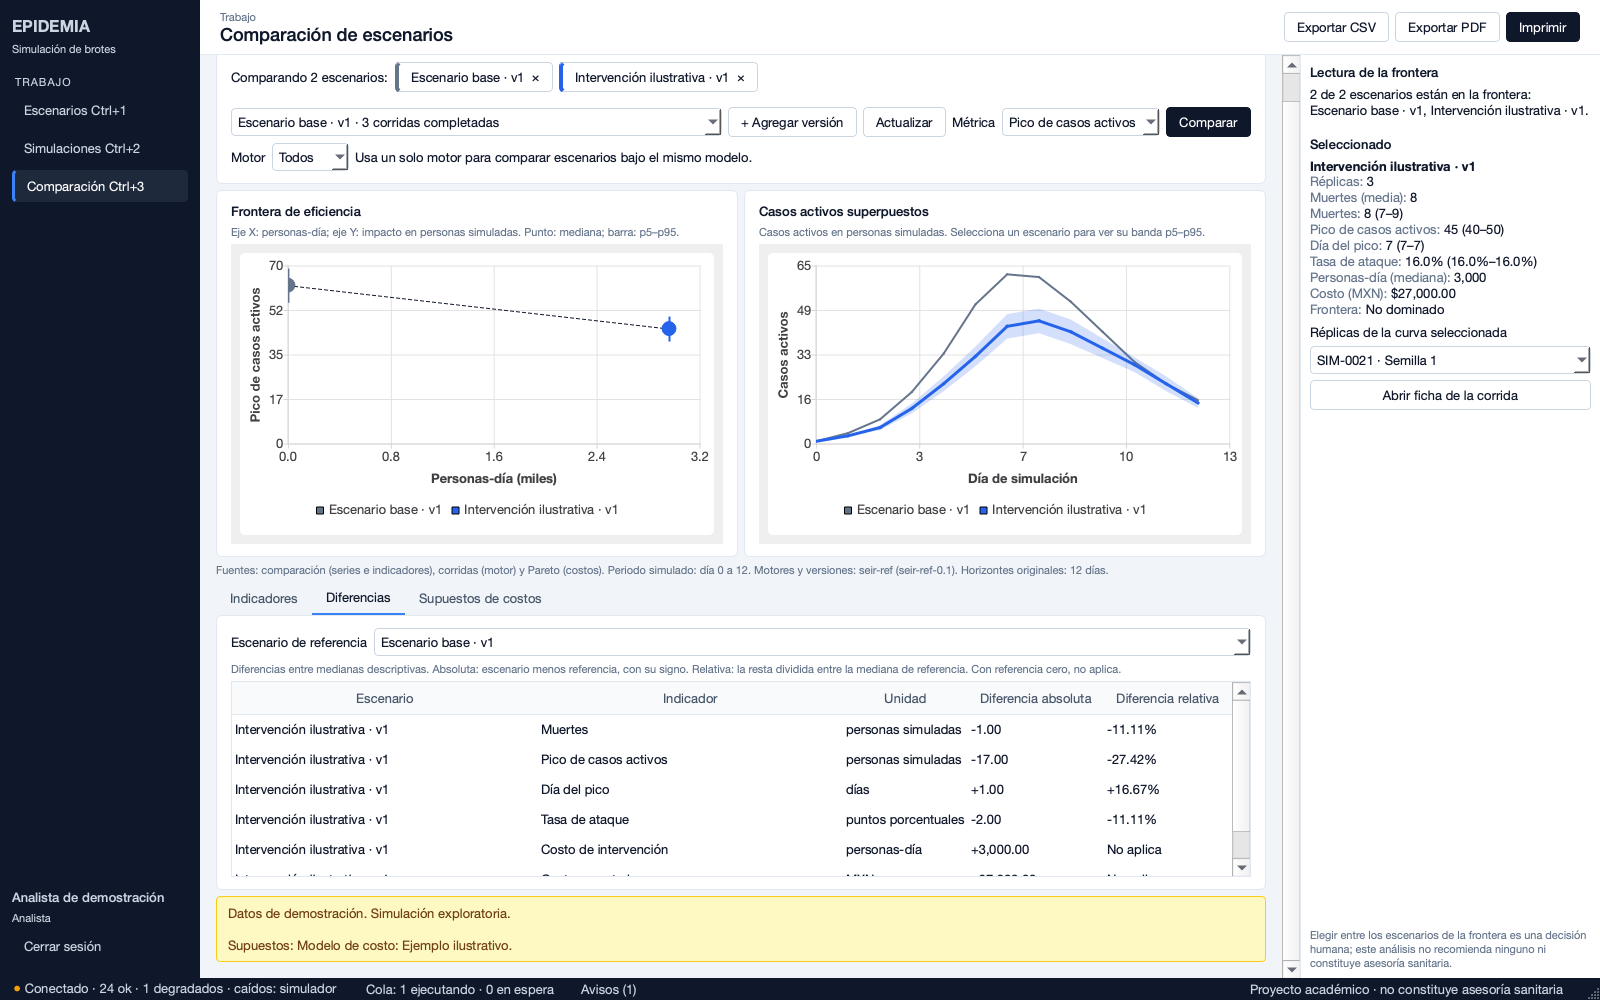 EPIDEMIA
Simulación de brotes
TRABAJO
Escenarios Ctrl+1
Simulaciones Ctrl+2
Comparación Ctrl+3
Analista de demostración
Analista
Cerrar sesión
Trabajo
Comparación de escenarios
Exportar CSV
Exportar PDF
Imprimir
Comparando 2 escenarios:
Escenario base · v1 ×
Intervención ilustrativa · v1 ×
Escenario base · v1 · 3 corridas completadas
+ Agregar versión
Actualizar
Métrica
Pico de casos activos
Comparar
Motor
Todos
Usa un solo motor para comparar escenarios bajo el mismo modelo.
Frontera de eficiencia
Eje X: personas-día; eje Y: impacto en personas simuladas. Punto: mediana; barra: p5–p95.
Pico de casos activos
70
52
35
17
0
0.0
0.8
1.6
2.4
3.2
Personas-día (miles)
Escenario base · v1
Intervención ilustrativa · v1
Casos activos superpuestos
Casos activos en personas simuladas. Selecciona un escenario para ver su banda p5–p95.
Casos activos
65
49
33
16
0
0
3
7
10
13
Día de simulación
Escenario base · v1
Intervención ilustrativa · v1
Fuentes: comparación (series e indicadores), corridas (motor) y Pareto (costos). Periodo simulado: día 0 a 12. Motores y versiones: seir-ref (seir-ref-0.1). Horizontes originales: 12 días.
Indicadores
Diferencias
Supuestos de costos
Escenario de referencia
Escenario base · v1
Diferencias entre medianas descriptivas. Absoluta: escenario menos referencia, con su signo. Relativa: la resta dividida entre la mediana de referencia. Con referencia cero, no aplica.
Escenario Indicador Unidad Diferencia absoluta Diferencia relativa
Intervención ilustrativa · v1 Muertes personas simuladas -1.00 -11.11%
Intervención ilustrativa · v1 Pico de casos activos personas simuladas -17.00 -27.42%
Intervención ilustrativa · v1 Día del pico días +1.00 +16.67%
Intervención ilustrativa · v1 Tasa de ataque puntos porcentuales -2.00 -11.11%
Intervención ilustrativa · v1 Costo de intervención personas-día +3,000.00 No aplica
Datos de demostración. Simulación exploratoria.
Supuestos: Modelo de costo: Ejemplo ilustrativo.
Lectura de la frontera
2 de 2 escenarios están en la frontera:
Escenario base · v1, Intervención ilustrativa · v1.
Seleccionado
Intervención ilustrativa · v1
Réplicas: 3
Muertes (media): 8
Muertes: 8 (7–9)
Pico de casos activos: 45 (40–50)
Día del pico: 7 (7–7)
Tasa de ataque: 16.0% (16.0%–16.0%)
Personas-día (mediana): 3,000
Costo (MXN): $27,000.00
Frontera: No dominado
Réplicas de la curva seleccionada
SIM-0021 · Semilla 1
Abrir ficha de la corrida
Elegir entre los escenarios de la frontera es una decisión
humana; este análisis no recomienda ninguno ni
constituye asesoría sanitaria.
Conectado · 24 ok · 1 degradados · caídos: simulador
Cola: 1 ejecutando · 0 en espera
Avisos (1)
Proyecto académico · no constituye asesoría sanitaria